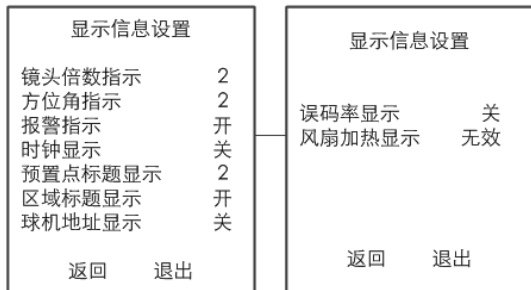 显示信息设置
镜头倍数指示 2
方位角指示 2
报警指示 开
时钟显示 关
预置点标题显示 2
区域标题显示 开
球机地址显示 关
返回 退出
显示信息设置
误码率显示 关
风扇加热显示 无效
返回 退出